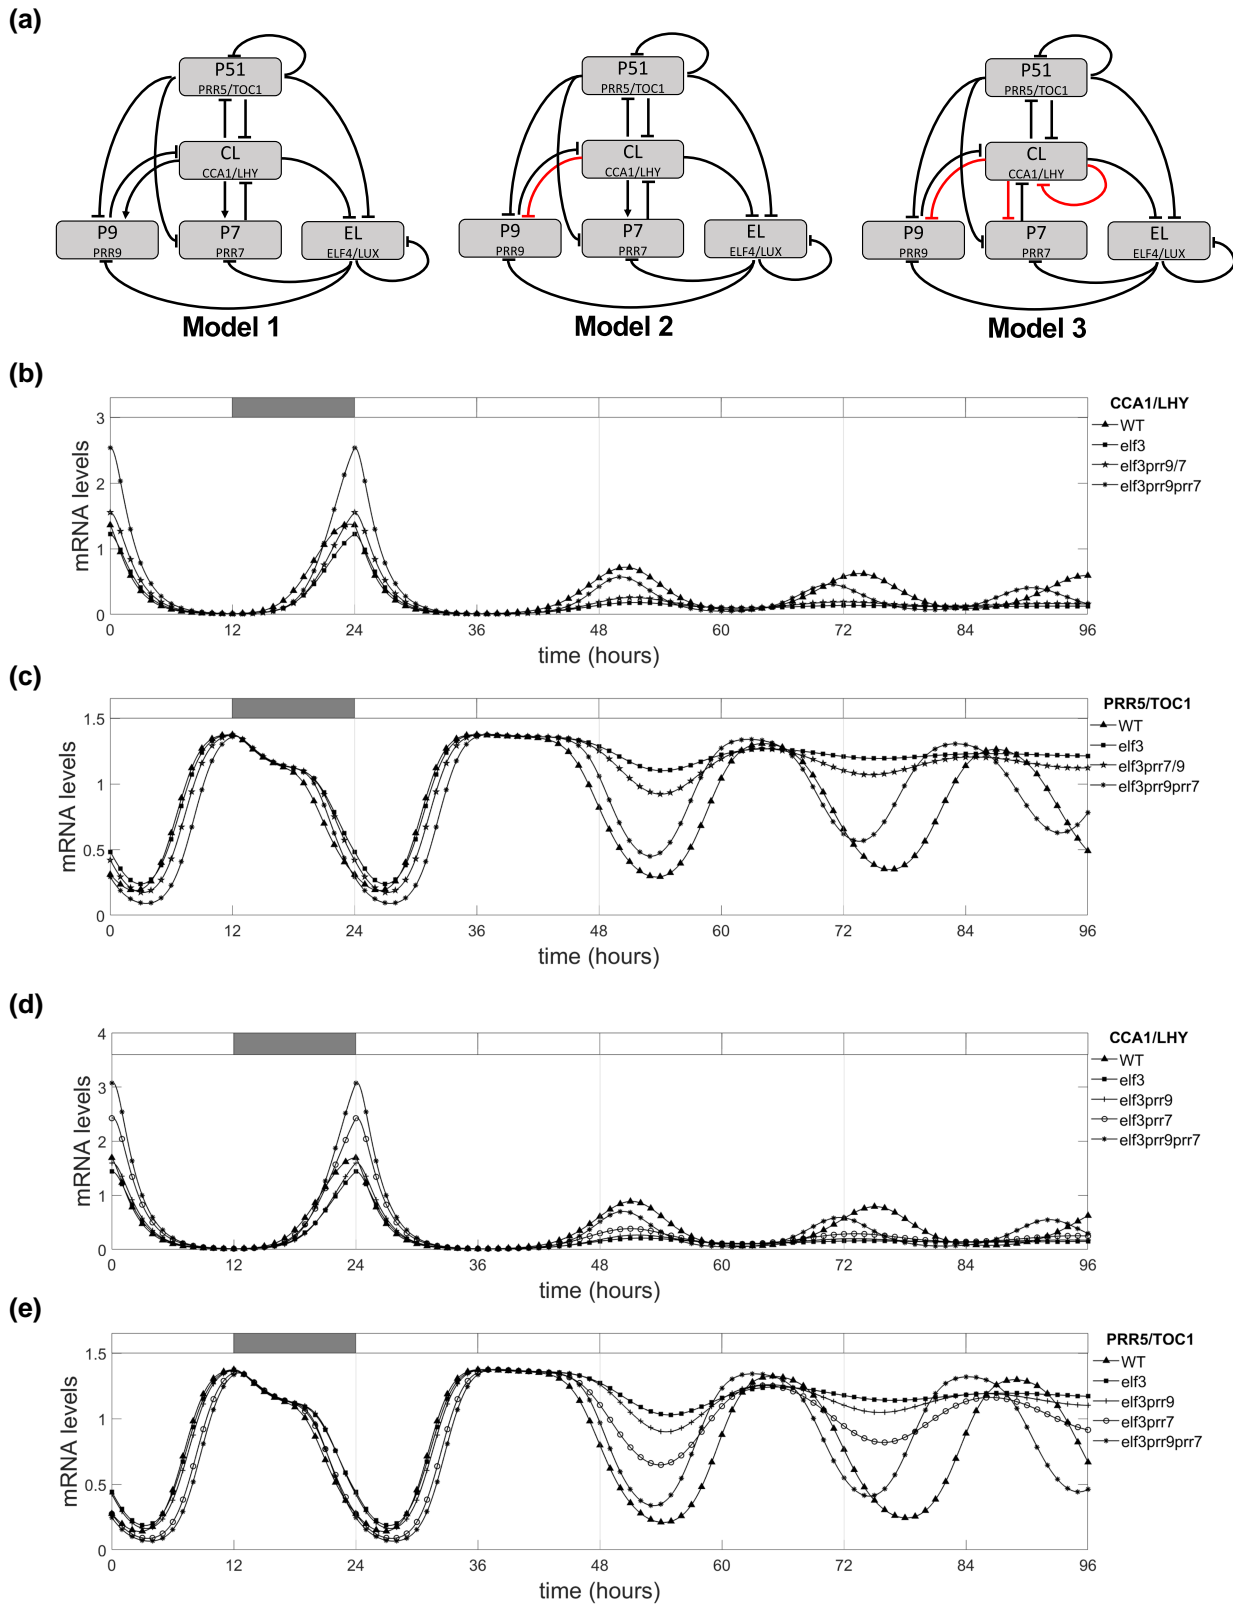 (a)
P51
PRR5/TOC1
CL
CCA1/LHY
P9
PRR9
P7
PRR7
EL
ELF4/LUX
Model 1
P51
PRR5/TOC1
CL
CCA1/LHY
P9
PRR9
P7
PRR7
EL
ELF4/LUX
Model 2
P51
PRR5/TOC1
CL
CCA1/LHY
P9
PRR9
P7
PRR7
EL
ELF4/LUX
Model 3
(b)
3
2
1
0
mRNA levels
0 12 24 36 48 60 72 84 96
time (hours)
CCA1/LHY
WT
elf3
elf3prr9/7
elf3prr9prr7
(c)
1.5
1
0.5
0
mRNA levels
0 12 24 36 48 60 72 84 96
time (hours)
PRR5/TOC1
WT
elf3
elf3prr7/9
elf3prr9prr7
(d)
4
3
2
1
0
mRNA levels
0 12 24 36 48 60 72 84 96
time (hours)
CCA1/LHY
WT
elf3
elf3prr9
elf3prr7
elf3prr9prr7
(e)
1.5
1
0.5
0
mRNA levels
0 12 24 36 48 60 72 84 96
time (hours)
PRR5/TOC1
WT
elf3
elf3prr9
elf3prr7
elf3prr9prr7